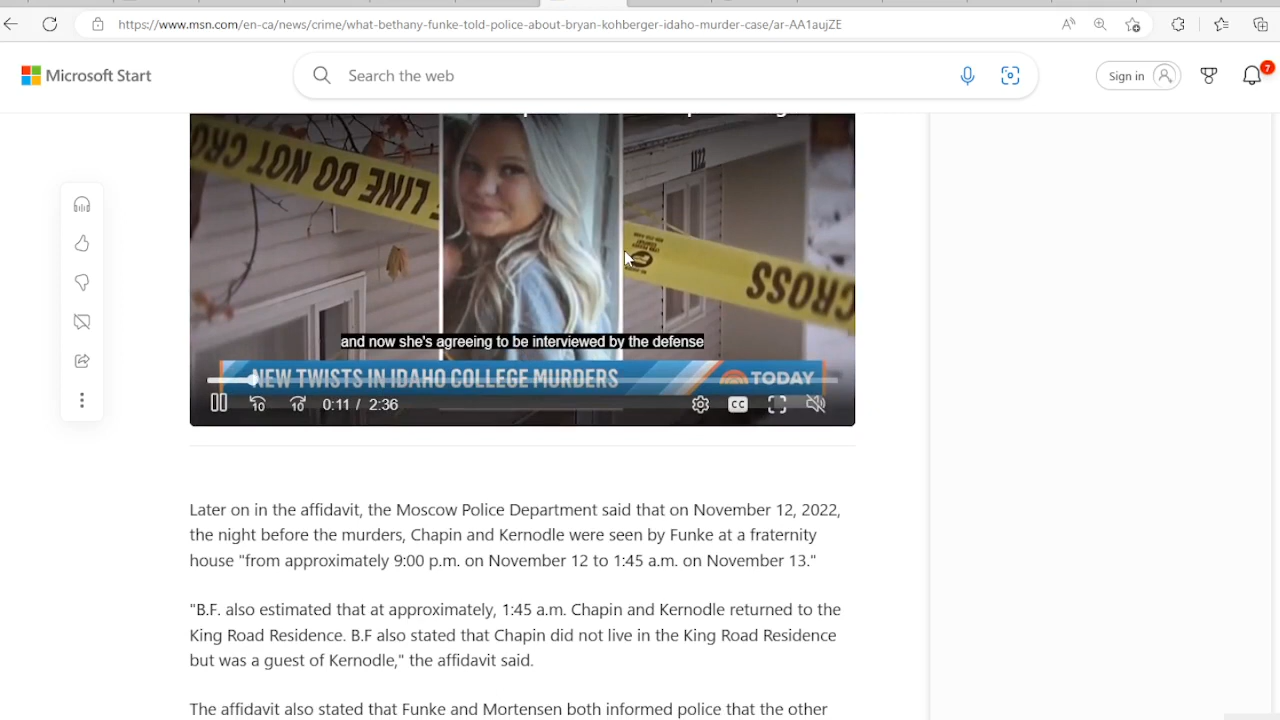 https://www.msn.com/en-ca/news/crime/what-bethany-funke-told-police-about-bryan-kohberger-idaho-murder-case/ar-AA1aujZE
Microsoft Start
Search the web
Sign in
7
LINE DO NOT CRO
1122
CROSS
and now she's agreeing to be interviewed by the defense
NEW TWISTS IN IDAHO COLLEGE MURDERS
TODAY
10
10
0:11 / 2:36
CC
Later on in the affidavit, the Moscow Police Department said that on November 12, 2022,
the night before the murders, Chapin and Kernodle were seen by Funke at a fraternity
house "from approximately 9:00 p.m. on November 12 to 1:45 a.m. on November 13."
"B.F. also estimated that at approximately, 1:45 a.m. Chapin and Kernodle returned to the
King Road Residence. B.F also stated that Chapin did not live in the King Road Residence
but was a guest of Kernodle," the affidavit said.
The affidavit also stated that Funke and Mortensen both informed police that the other